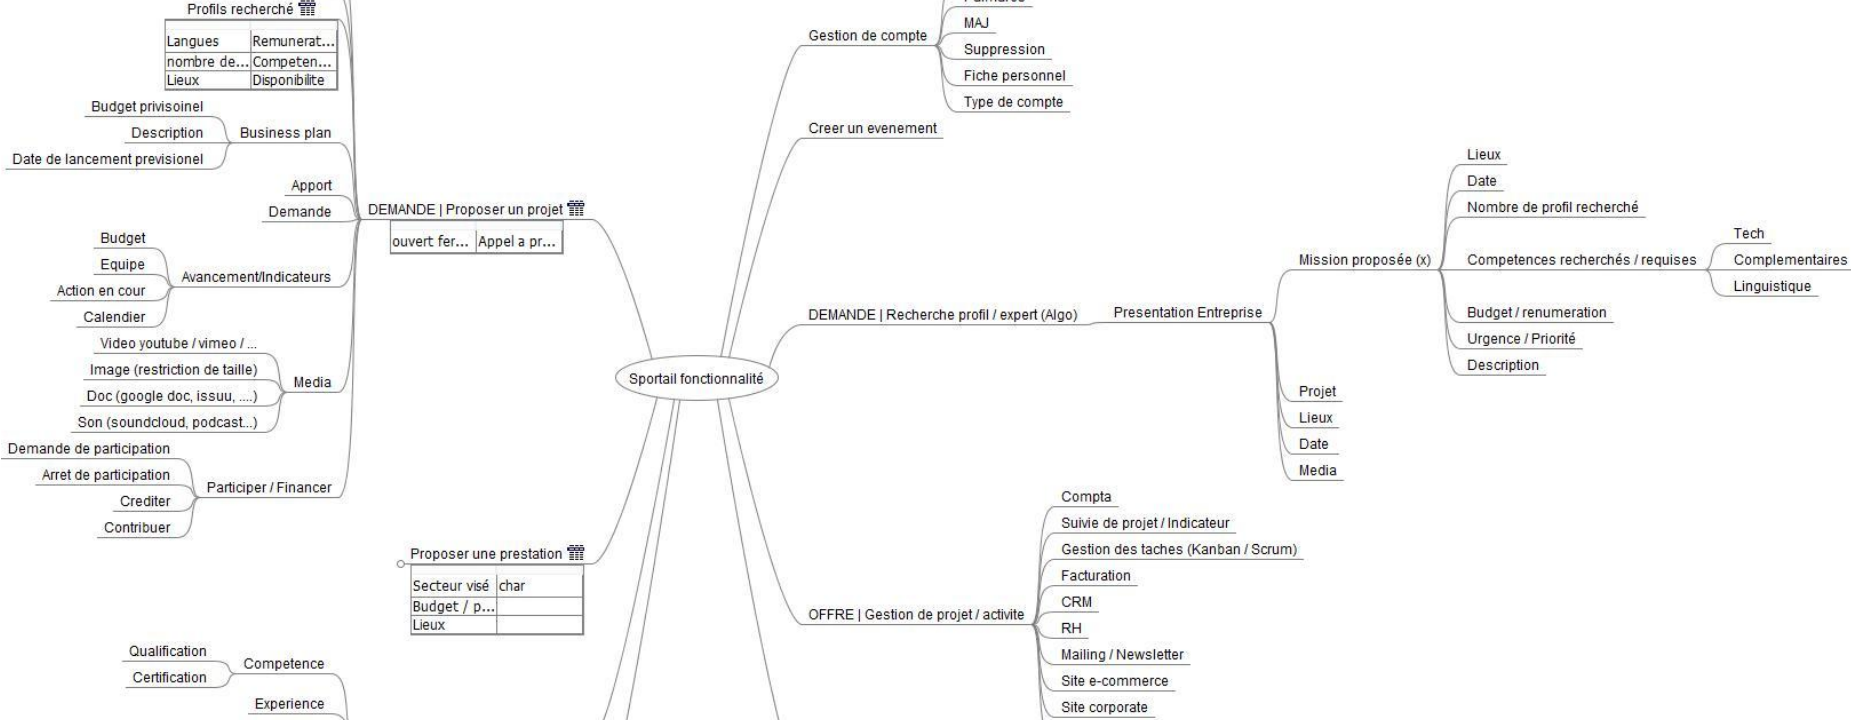 Profils recherché
Langues
Remunerat...
nombre de...
Competen...
Lieux
Disponibilite
Budget privisoinel
Description
Date de lancement previsionel
Business plan
Apport
Demande
DEMANDE | Proposer un projet
ouvert fer...
Appel a pr...
Budget
Equipe
Action en cour
Calendier
Avancement/Indicateurs
Video youtube / vimeo / ...
Image (restriction de taille)
Doc (google doc, issuu, ....)
Son (soundcloud, podcast...)
Media
Demande de participation
Arret de participation
Crediter
Contribuer
Participer / Financer
Proposer une prestation
Secteur visé
char
Budget / p...
Lieux
Qualification
Certification
Competence
Experience
Sportail fonctionnalité
Gestion de compte
MAJ
Suppression
Fiche personnel
Type de compte
Creer un evenement
DEMANDE | Recherche profil / expert (Algo)
Presentation Entreprise
Mission proposée (x)
Lieux
Date
Nombre de profil recherché
Competences recherchés / requises
Tech
Complementaires
Linguistique
Budget / renumeration
Urgence / Priorité
Description
Projet
Lieux
Date
Media
OFFRE | Gestion de projet / activite
Compta
Suivie de projet / Indicateur
Gestion des taches (Kanban / Scrum)
Facturation
CRM
RH
Mailing / Newsletter
Site e-commerce
Site corporate